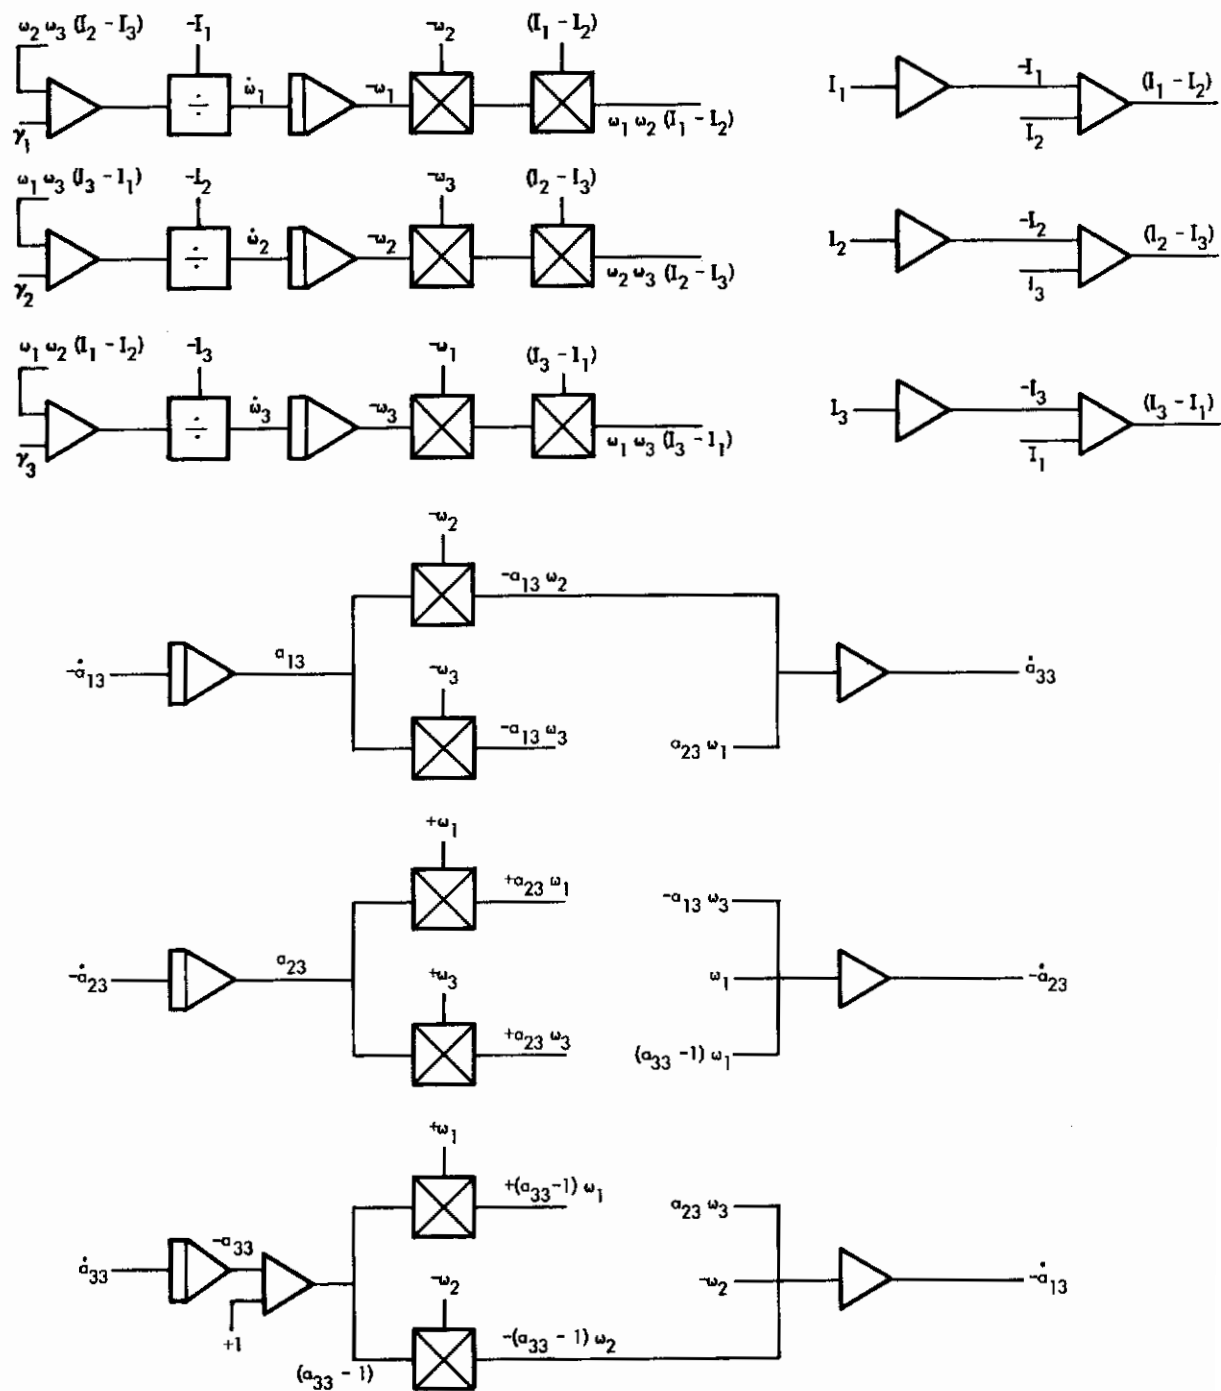 ω₂ ω₃ (I₂ - I₃)
-I₁
-ω₂
(I₁ - I₂)
÷
ω̇₁
-ω₁
γ₁
ω₁ ω₂ (I₁ - I₂)
I₁
-I₁
I₂
(I₁ - I₂)
ω₁ ω₃ (I₃ - I₁)
-I₂
-ω₃
(I₂ - I₃)
÷
ω̇₂
-ω₂
γ₂
ω₂ ω₃ (I₂ - I₃)
I₂
-I₂
I₃
(I₂ - I₃)
ω₁ ω₂ (I₁ - I₂)
-I₃
-ω₁
(I₃ - I₁)
÷
ω̇₃
-ω₃
γ₃
ω₁ ω₃ (I₃ - I₁)
I₃
-I₃
I₁
(I₃ - I₁)
-ω₂
-a₁₃ ω₂
-ȧ₁₃
a₁₃
-ω₃
-a₁₃ ω₃
a₂₃ ω₁
ȧ₃₃
+ω₁
+a₂₃ ω₁
-a₁₃ ω₃
-ȧ₂₃
a₂₃
+ω₃
+a₂₃ ω₃
ω₁
(a₃₃ -1) ω₁
-ȧ₂₃
+ω₁
+(a₃₃-1) ω₁
a₂₃ ω₃
ȧ₃₃
-a₃₃
+1
-ω₂
(a₃₃ - 1)
-(a₃₃ - 1) ω₂
-ω₂
-ȧ₁₃